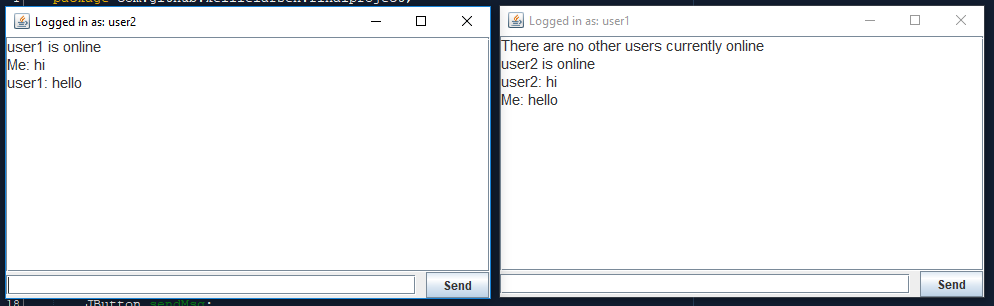 Logged in as: user2
user1 is online
Me: hi
user1: hello
Send
Logged in as: user1
There are no other users currently online
user2 is online
user2: hi
Me: hello
Send
18 JButton sendMsg;